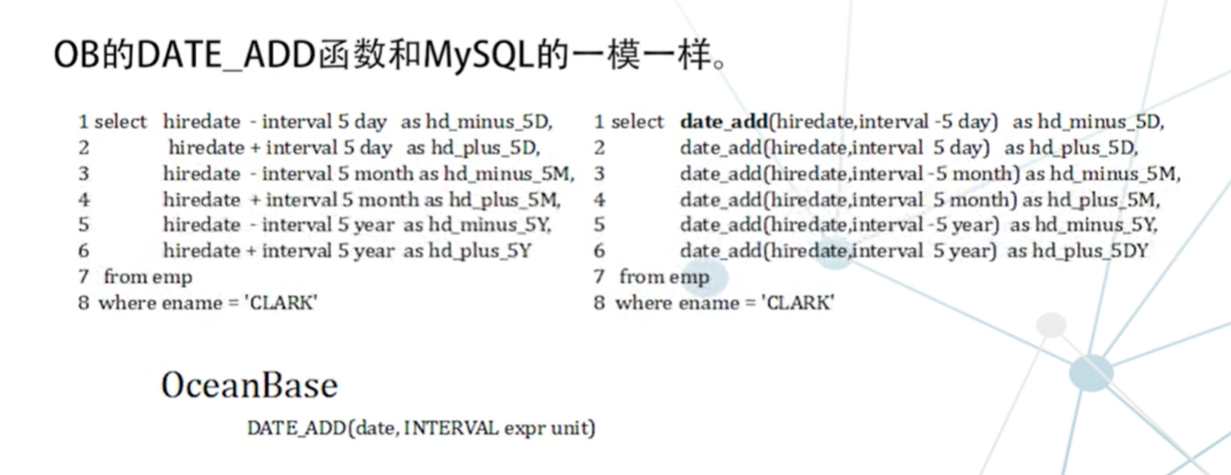 OB的DATE_ADD函数和MySQL的一模一样。
1 select hiredate - interval 5 day as hd_minus_5D,
2 hiredate + interval 5 day as hd_plus_5D,
3 hiredate - interval 5 month as hd_minus_5M,
4 hiredate + interval 5 month as hd_plus_5M,
5 hiredate - interval 5 year as hd_minus_5Y,
6 hiredate + interval 5 year as hd_plus_5Y
7 from emp
8 where ename = 'CLARK'
1 select date_add(hiredate,interval -5 day) as hd_minus_5D,
2 date_add(hiredate,interval 5 day) as hd_plus_5D,
3 date_add(hiredate,interval -5 month) as hd_minus_5M,
4 date_add(hiredate,interval 5 month) as hd_plus_5M,
5 date_add(hiredate,interval -5 year) as hd_minus_5Y,
6 date_add(hiredate,interval 5 year) as hd_plus_5DY
7 from emp
8 where ename = 'CLARK'
OceanBase
DATE_ADD(date, INTERVAL expr unit)